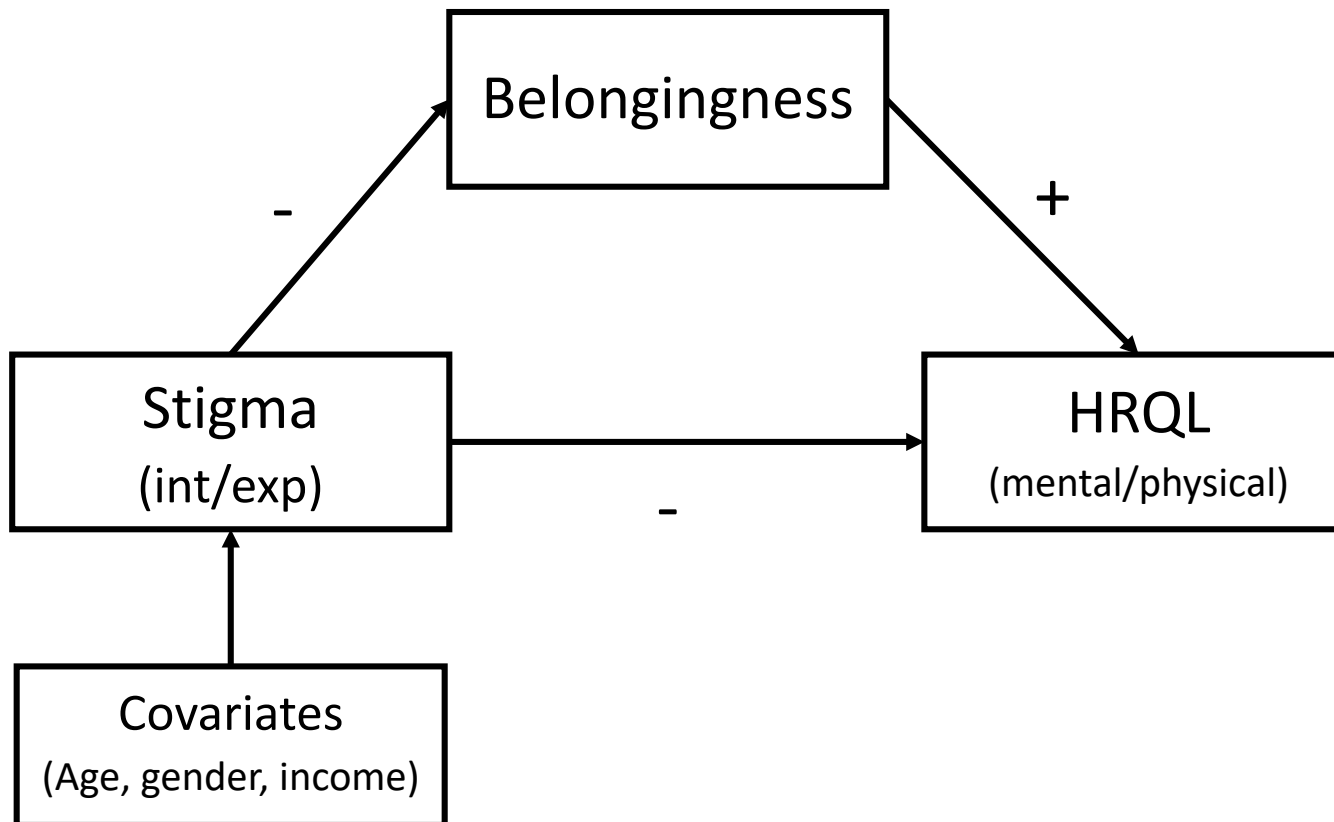 Belongingness
-
+
Stigma
(int/exp)
HRQL
(mental/physical)
-
Covariates
(Age, gender, income)